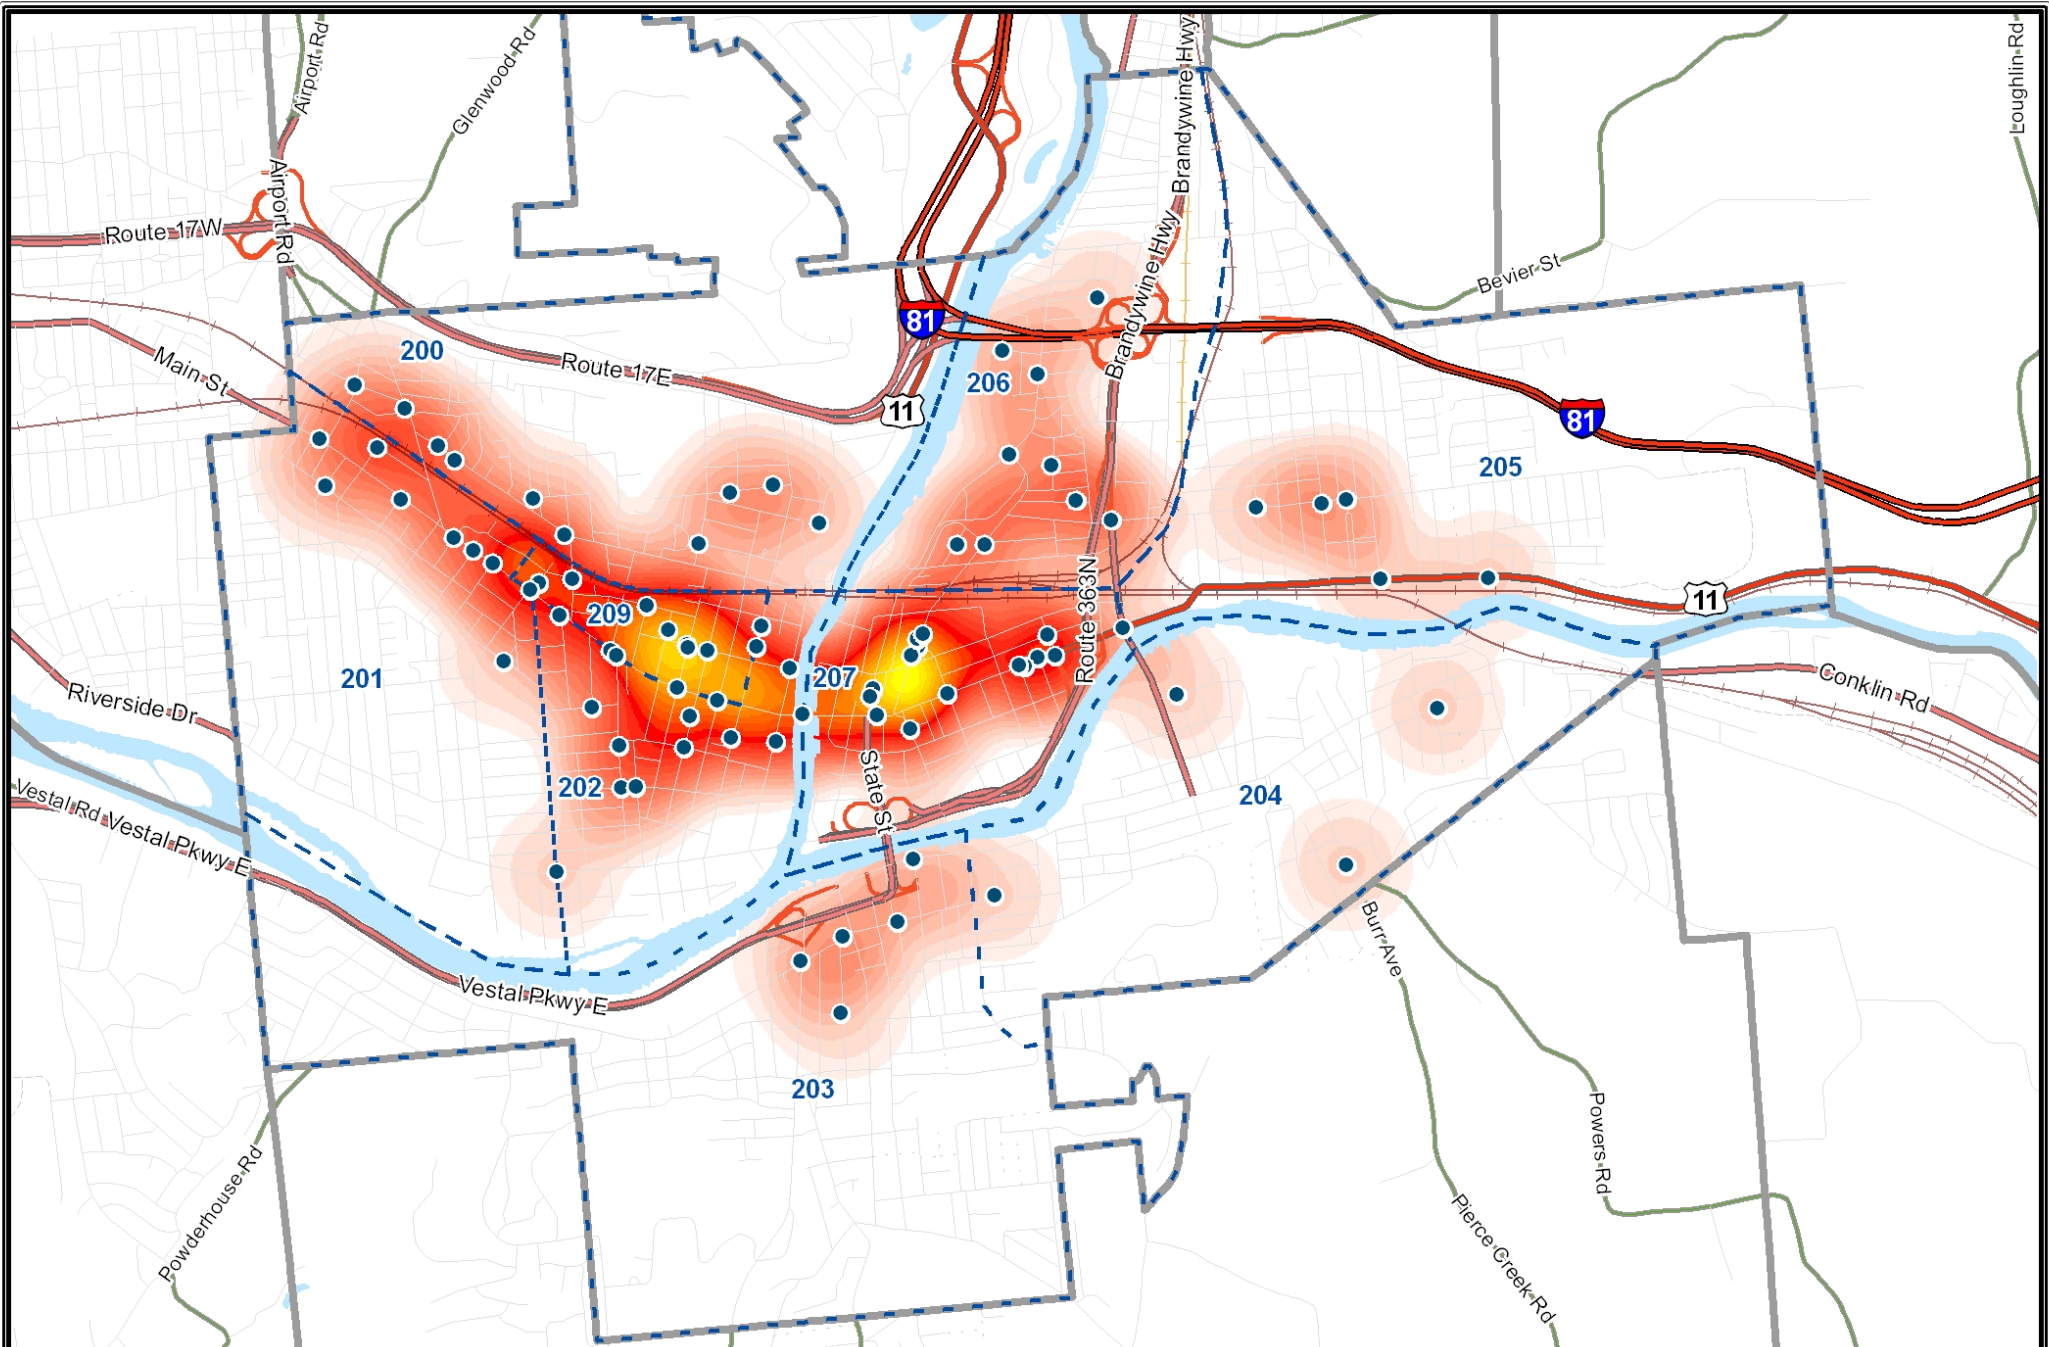 Airport Rd
Glenwood Rd
Brandywine Hwy
Loughlin Rd
Airport Rd
Route 17W
Brandywine Hwy
Bevier St
81
200
Main St
Route 17E
206
11
81
205
Route 363N
209
11
201
207
Riverside Dr
Conklin Rd
State St
202
204
Vestal Rd
Vestal Pkwy E
Burr Ave
Vestal Pkwy E
203
Powers Rd
Powderhouse Rd
Pierce Creek Rd